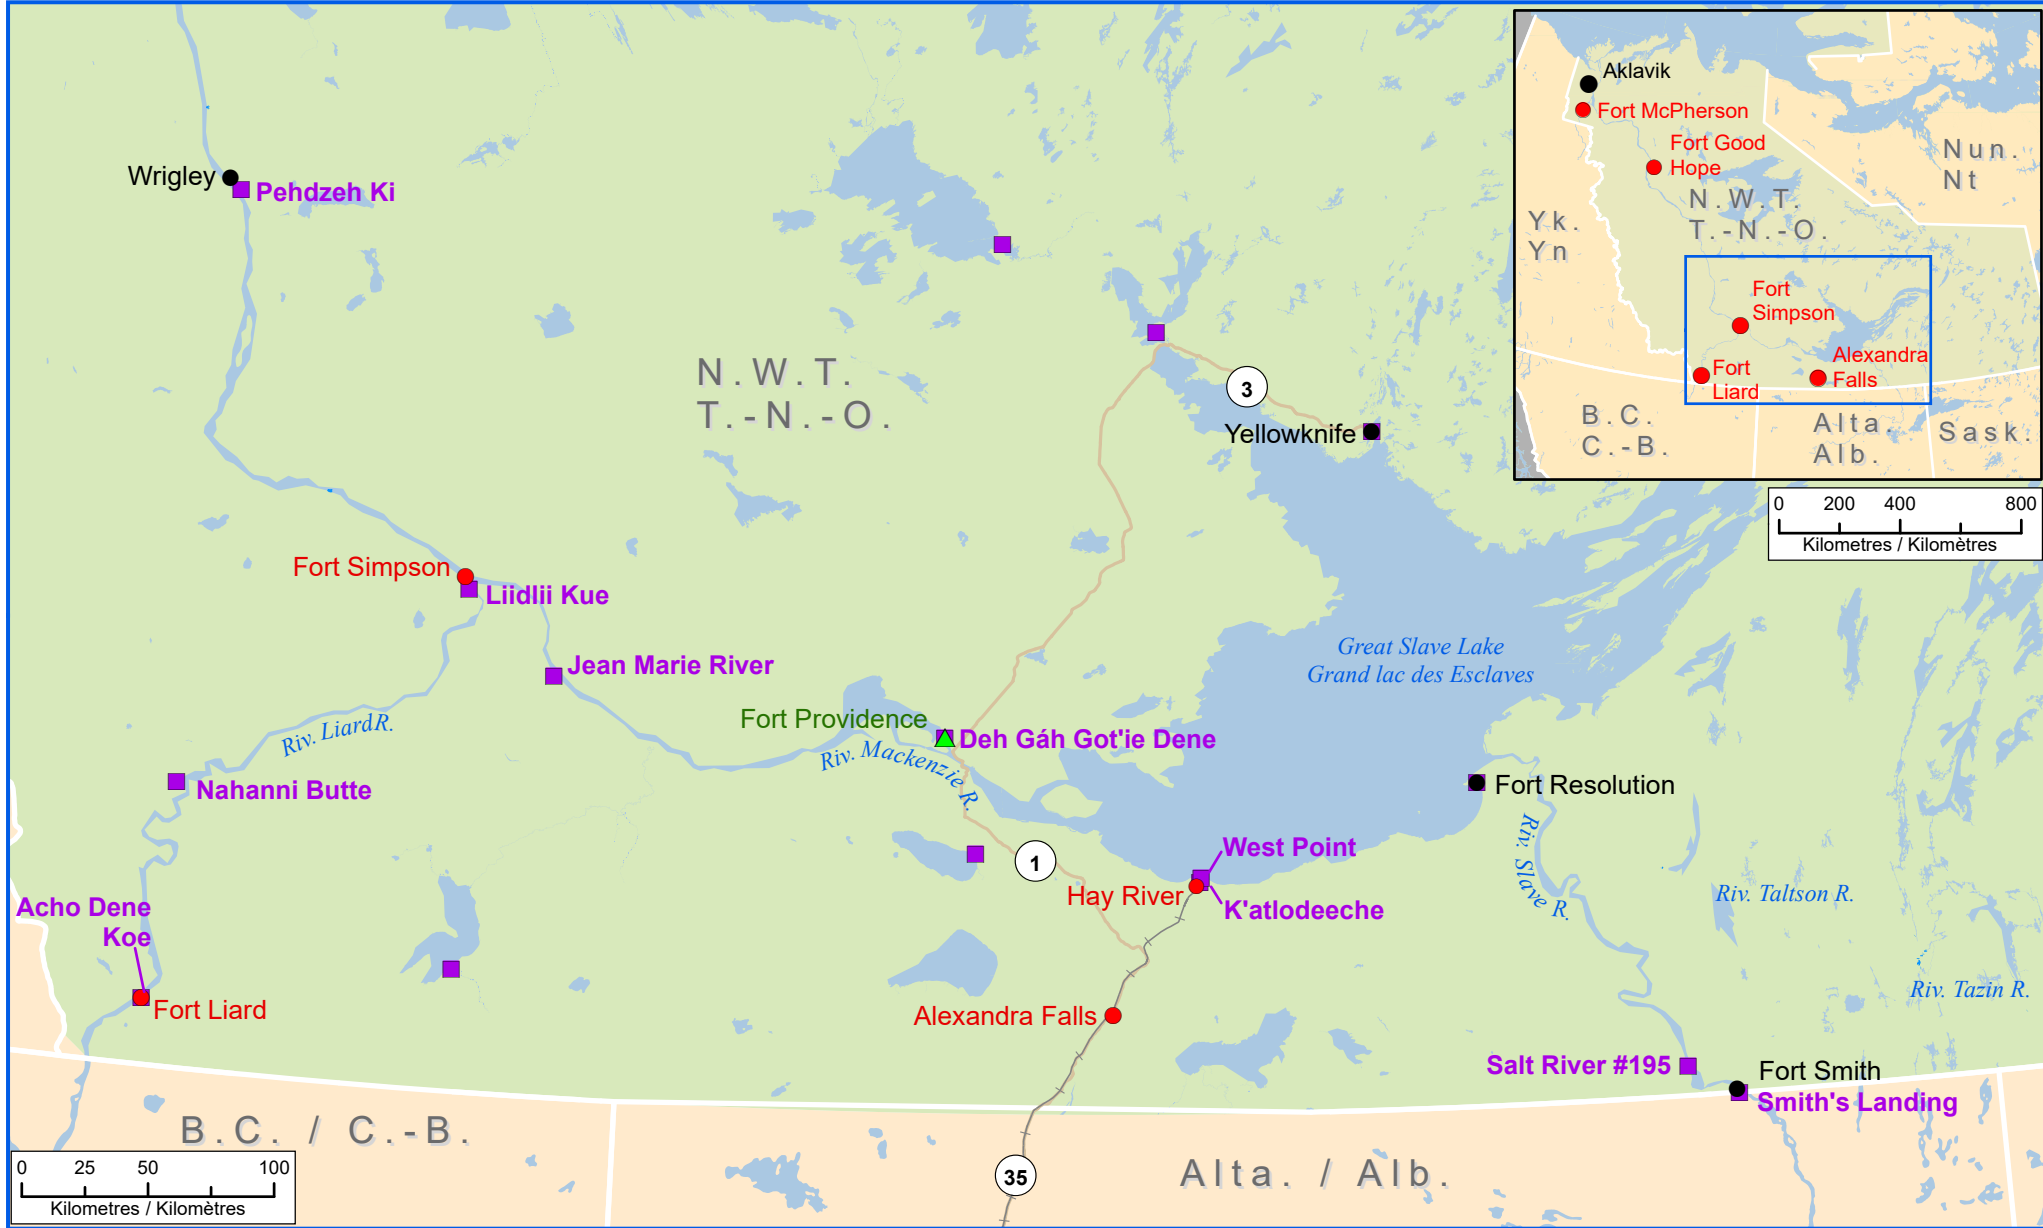 Wrigley
Pehdzeh Ki
N.W.T.
T.-N.-O.
3
Yellowknife
Fort Simpson
Liidlii Kue
Jean Marie River
Great Slave Lake
Grand lac des Esclaves
Fort Providence
Deh Gáh Got'ie Dene
Riv. Liard R.
Riv. Mackenzie R.
Nahanni Butte
Fort Resolution
West Point
1
Hay River
K'atlodeeche
Riv. Slave R.
Riv. Taltson R.
Acho Dene
Koe
Fort Liard
Alexandra Falls
Riv. Tazin R.
Salt River #195
Fort Smith
Smith's Landing
B.C. / C.-B.
Alta. / Alb.
35
0 25 50 100
Kilometres / Kilomètres
Aklavik
Fort McPherson
Fort Good
Hope
Nun.
Nt
N.W.T.
T.-N.-O.
Yk.
Yn
Fort
Simpson
Alexandra
Falls
Fort
Liard
B.C.
C.-B.
Alta.
Alb.
Sask.
0 200 400 800
Kilometres / Kilomètres